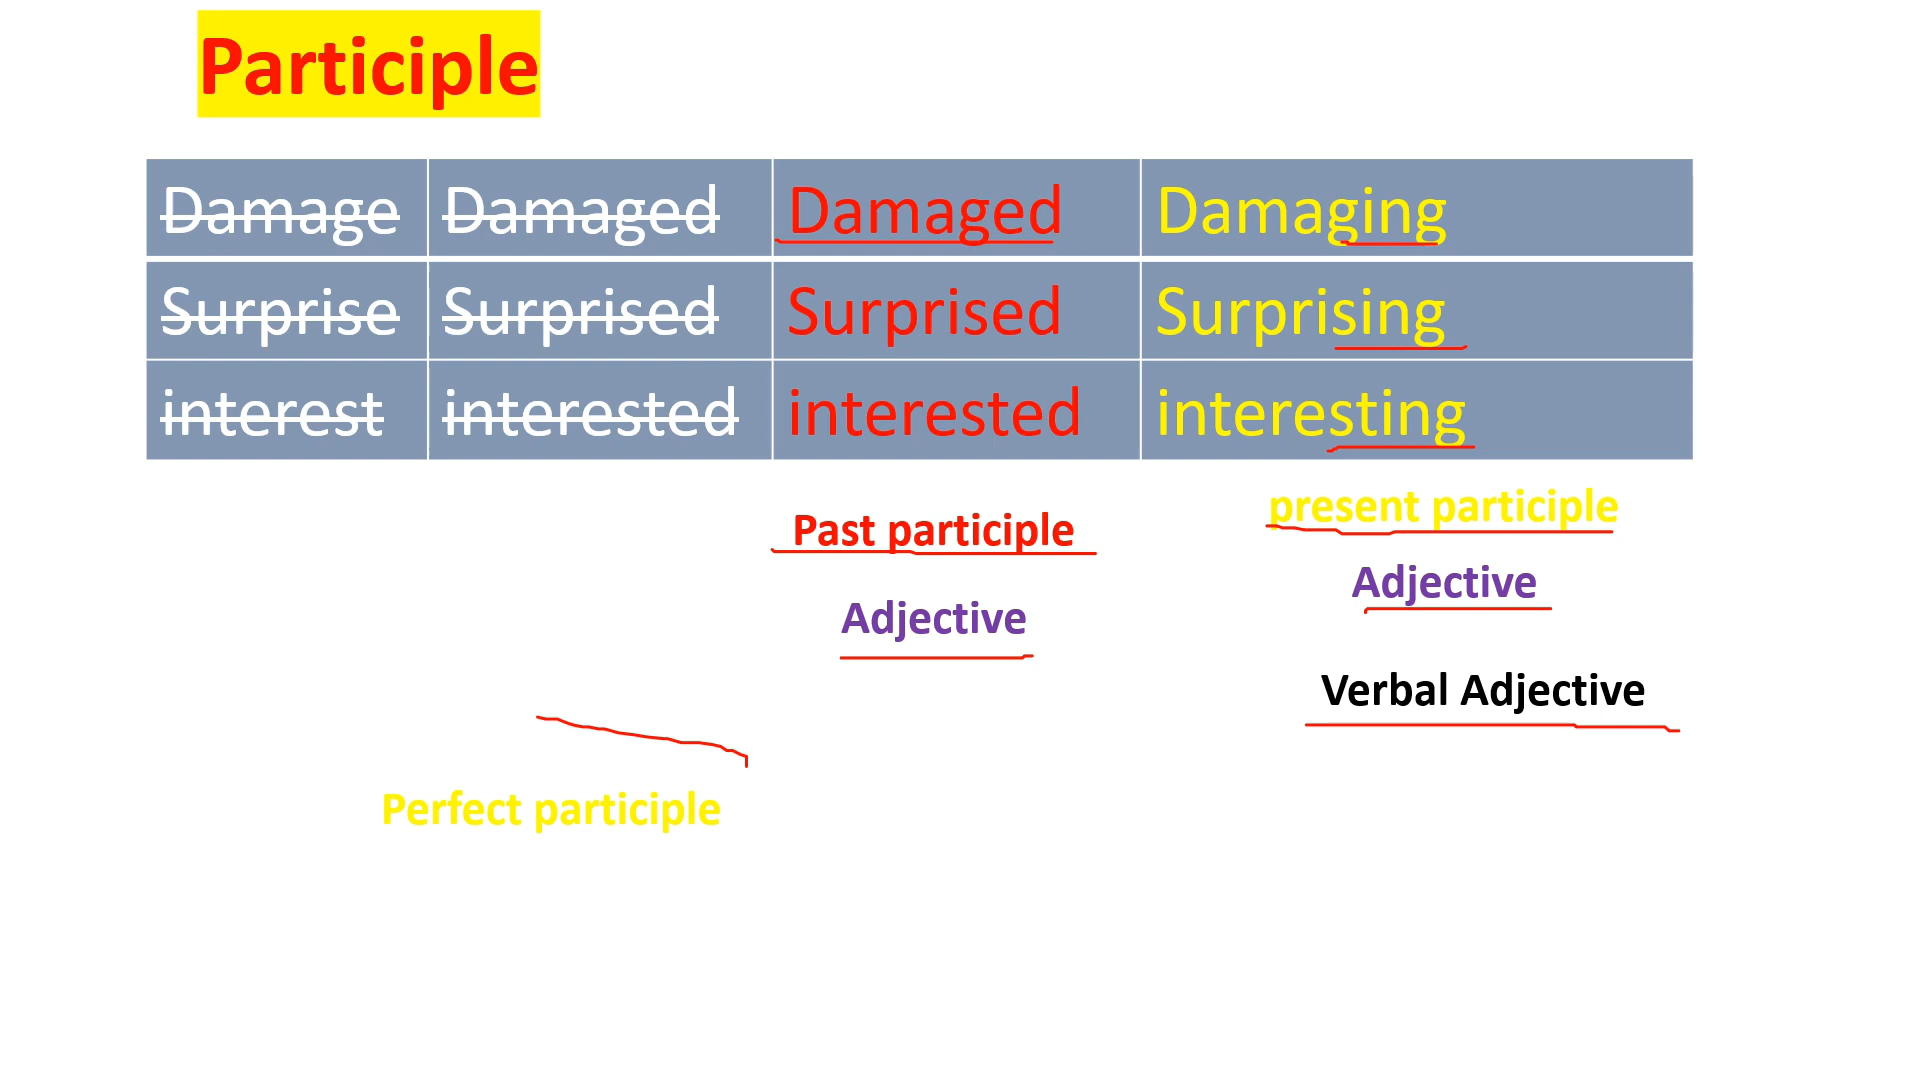 Participle
Damage Damaged Damaged Damaging
Surprise Surprised Surprised Surprising
interest interested interested interesting
present participle
Past participle
Adjective
Adjective
Verbal Adjective
Perfect participle